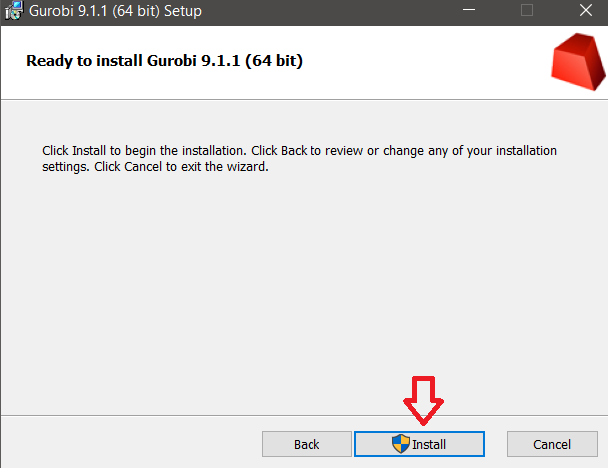 Gurobi 9.1.1 (64 bit) Setup
Ready to install Gurobi 9.1.1 (64 bit)
Click Install to begin the installation. Click Back to review or change any of your installation
settings. Click Cancel to exit the wizard.
Back
Install
Cancel